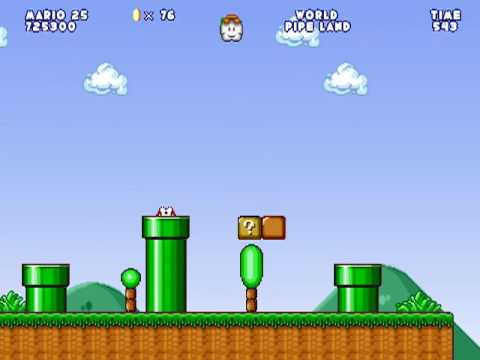 MARIO 25
725300
× 76
WORLD
PIPE LAND
TIME
543
?